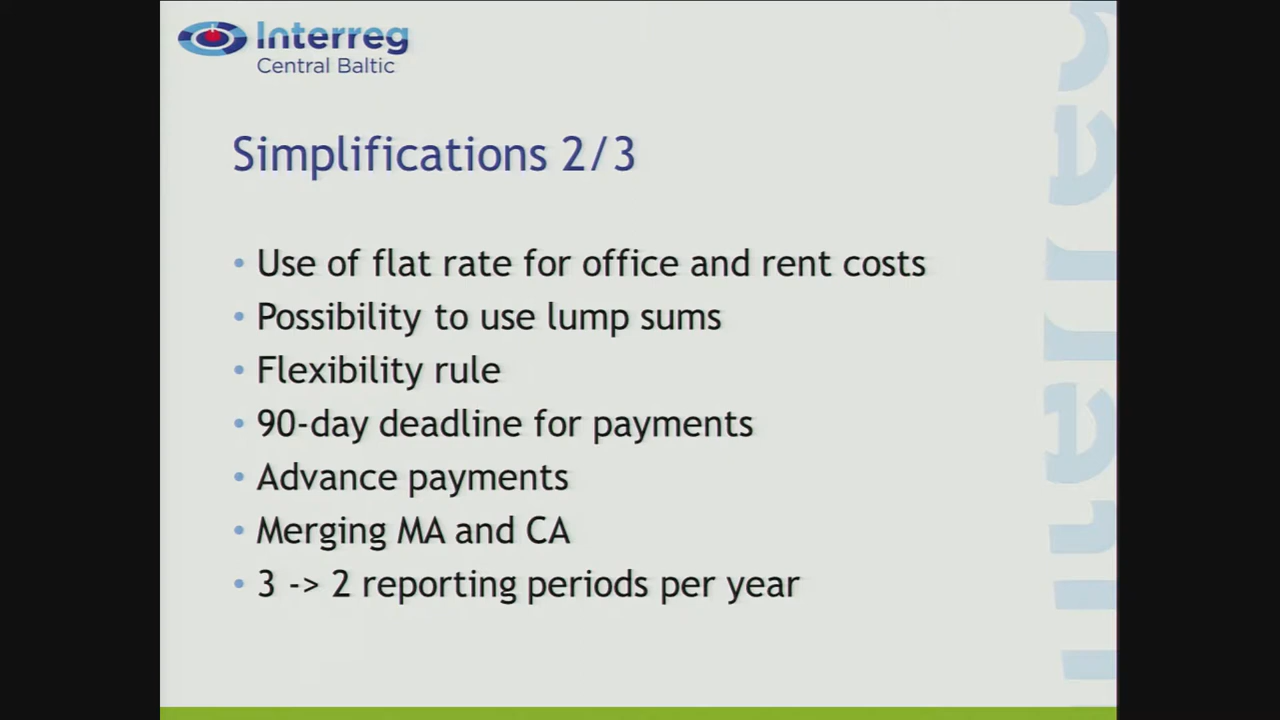 Interreg
Central Baltic
Simplifications 2/3
• Use of flat rate for office and rent costs
• Possibility to use lump sums
• Flexibility rule
• 90-day deadline for payments
• Advance payments
• Merging MA and CA
• 3 -> 2 reporting periods per year